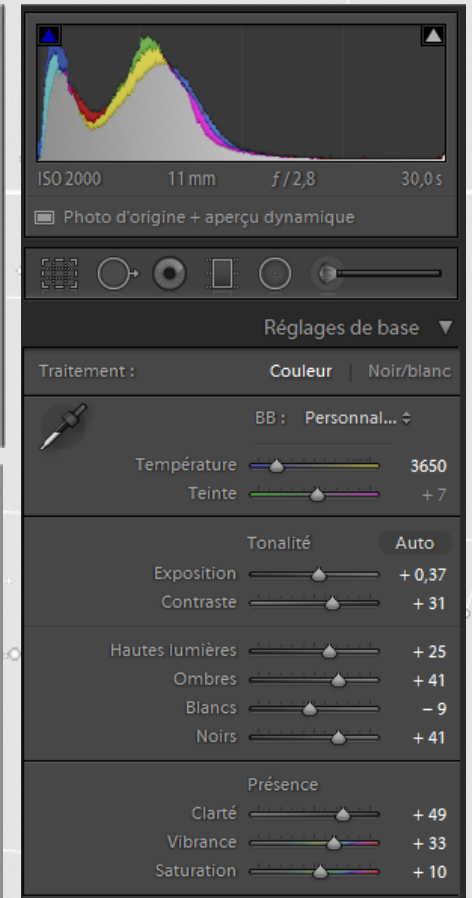 ISO 2000 11 mm ƒ / 2,8 30,0 s
Photo d'origine + aperçu dynamique
Réglages de base ▼
Traitement : Couleur | Noir/blanc
BB : Personnal...
Température 3650
Teinte + 7
Tonalité Auto
Exposition + 0,37
Contraste + 31
Hautes lumières + 25
Ombres + 41
Blancs − 9
Noirs + 41
Présence
Clarté + 49
Vibrance + 33
Saturation + 10